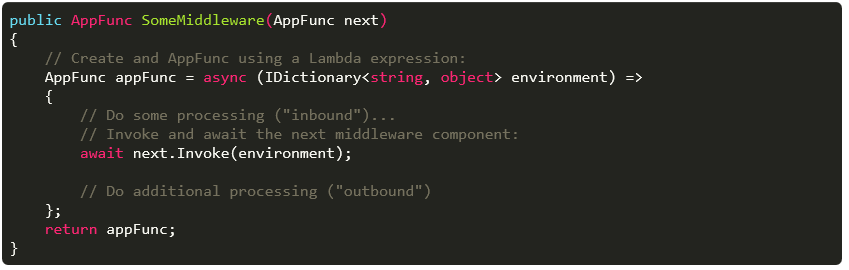 public AppFunc SomeMiddleware(AppFunc next)
{
    // Create and AppFunc using a Lambda expression:
    AppFunc appFunc = async (IDictionary<string, object> environment) =>
    {
        // Do some processing ("inbound")...
        // Invoke and await the next middleware component:
        await next.Invoke(environment);

        // Do additional processing ("outbound")
    };
    return appFunc;
}